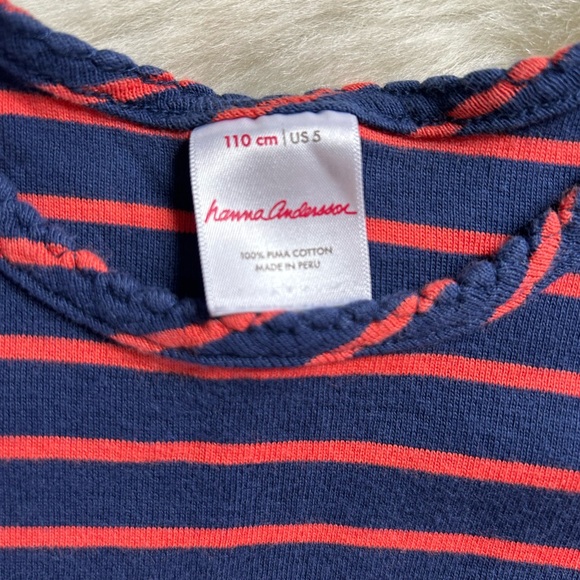 110 cm | US 5
hanna Andersson
100% PIMA COTTON
MADE IN PERU